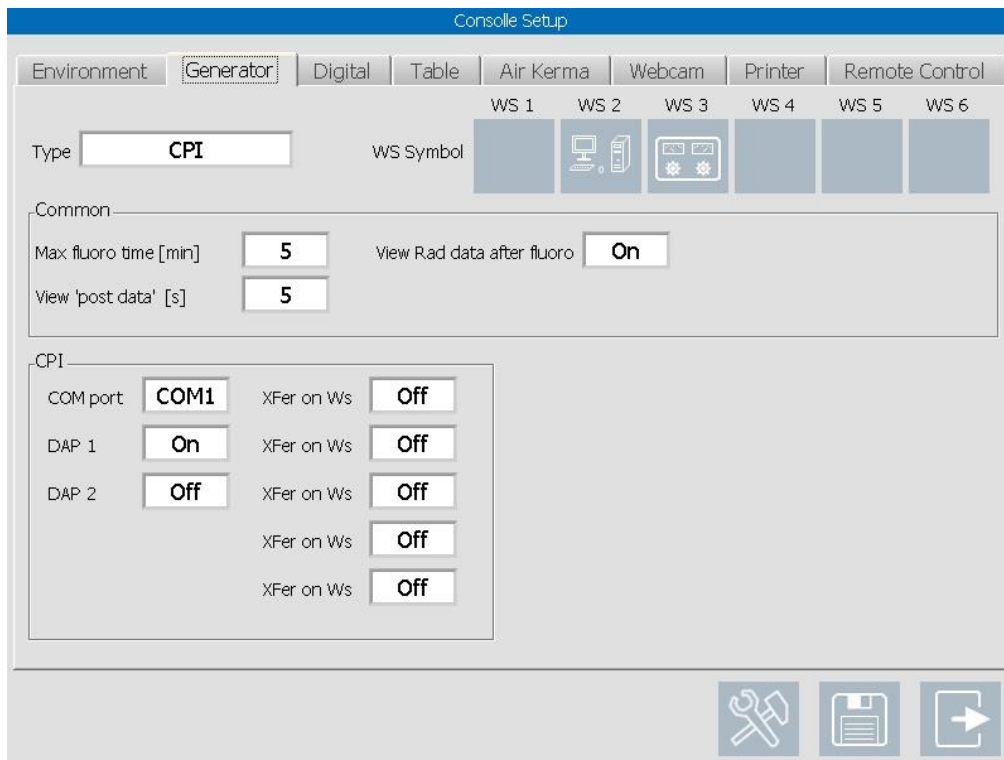 Consolle Setup
Environment Generator Digital Table Air Kerma Webcam Printer Remote Control
WS 1 WS 2 WS 3 WS 4 WS 5 WS 6
Type CPI WS Symbol
Common
Max fluoro time [min] 5 View Rad data after fluoro On
View 'post data' [s] 5
CPI
COM port COM1 XFer on Ws Off
DAP 1 On XFer on Ws Off
DAP 2 Off XFer on Ws Off
XFer on Ws Off
XFer on Ws Off